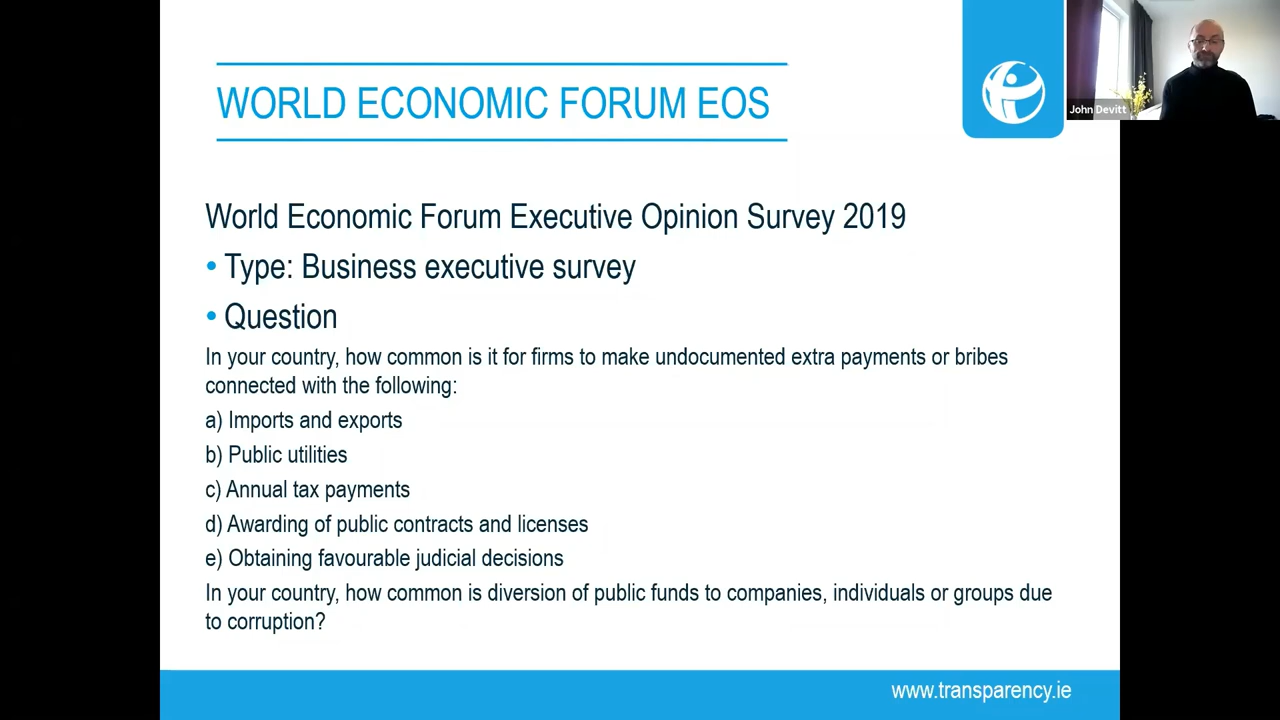 WORLD ECONOMIC FORUM EOS
John Devitt
World Economic Forum Executive Opinion Survey 2019
• Type: Business executive survey
• Question
In your country, how common is it for firms to make undocumented extra payments or bribes
connected with the following:
a) Imports and exports
b) Public utilities
c) Annual tax payments
d) Awarding of public contracts and licenses
e) Obtaining favourable judicial decisions
In your country, how common is diversion of public funds to companies, individuals or groups due
to corruption?
www.transparency.ie